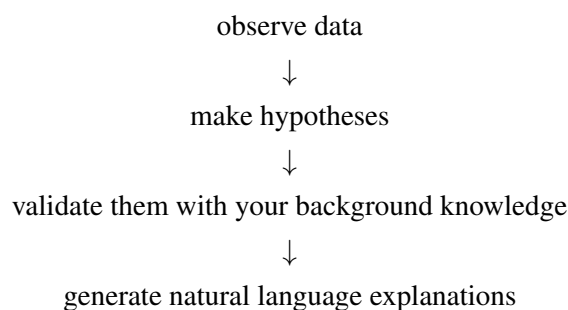 observe data
↓
make hypotheses
↓
validate them with your background knowledge
↓
generate natural language explanations